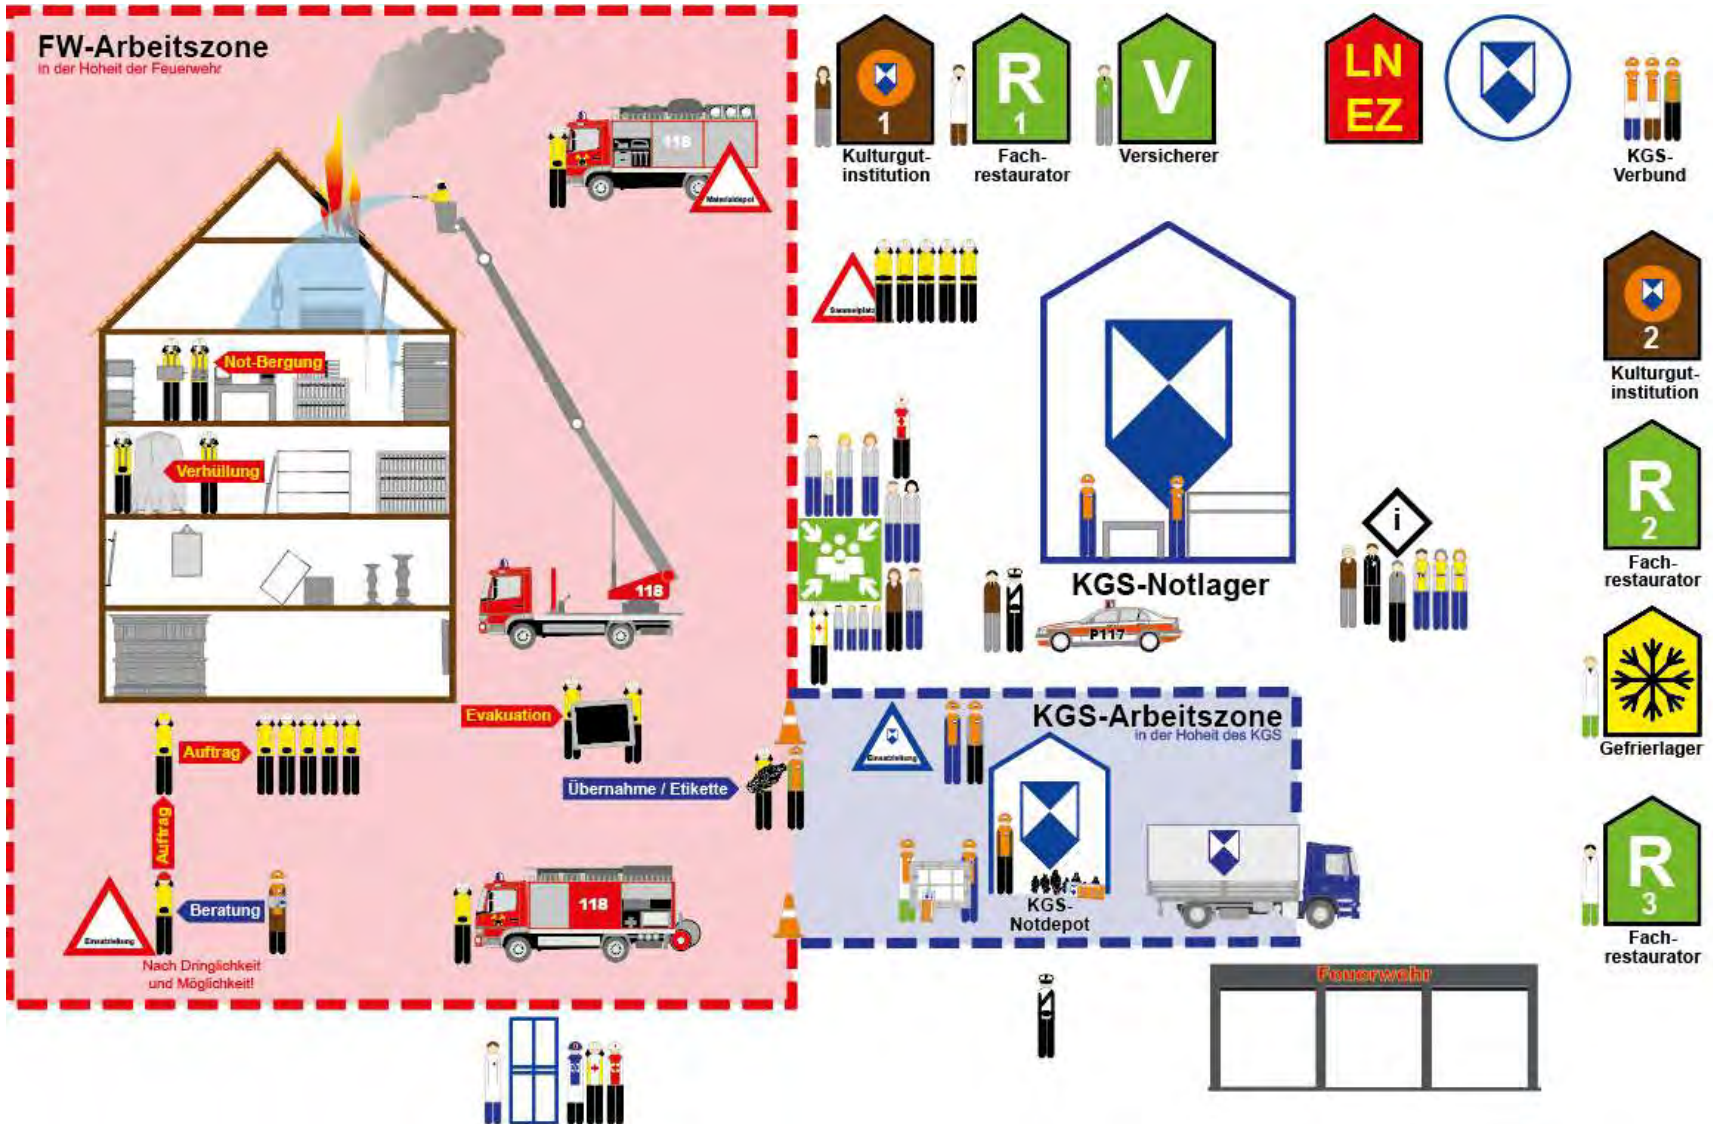 FW-Arbeitszone
in der Hoheit der Feuerwehr
118
Materialdepot
Not-Bergung
Verhüllung
118
Evakuation
Auftrag
Übernahme / Etikette
Auftrag
Beratung
Einsatzleitung
Nach Dringlichkeit
und Möglichkeit!
118
1
Kulturgut-
institution
R
1
Fach-
restaurator
V
Versicherer
LN
EZ
KGS-
Verbund
Sammelplatz
KGS-Notlager
P117
i
2
Kulturgut-
institution
R
2
Fach-
restaurator
Gefrierlager
R
3
Fach-
restaurator
KGS-Arbeitszone
in der Hoheit des KGS
Einsatzleitung
KGS-
Notdepot
Feuerwehr